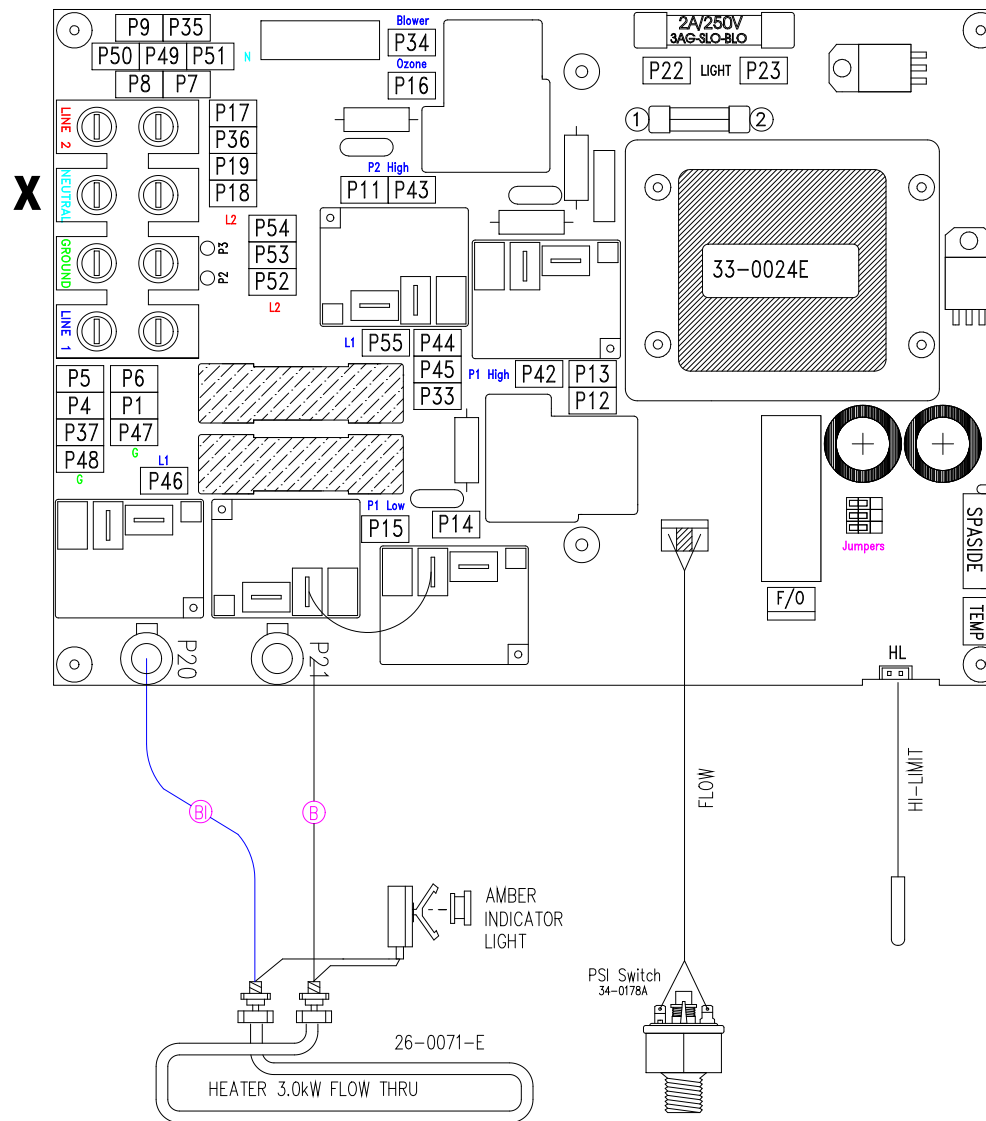 P9 P35
P50 P49 P51
P8 P7
N
Blower
P34
Ozone
P16
2A/250V
3AG-SLO-BLO
P22 LIGHT P23
1 2
LINE 2
X
NEUTRAL
GROUND
LINE 1
P17
P36
P19
P18
L2
P3
P2
P54
P53
P52
L2
P2 High
P11 P43
33-0024E
L1 P55
P44
P45
P33
P1 High P42
P13
P12
P5
P4
P37
P48
G
P6
P1
P47
G
L1
P46
P1 Low
P15 P14
Jumpers
SPASIDE
TEMP
F/O
HL
P20
P21
BI
B
FLOW
HI-LIMIT
AMBER
INDICATOR
LIGHT
PSI Switch
34-0178A
26-0071-E
HEATER 3.0kW FLOW THRU